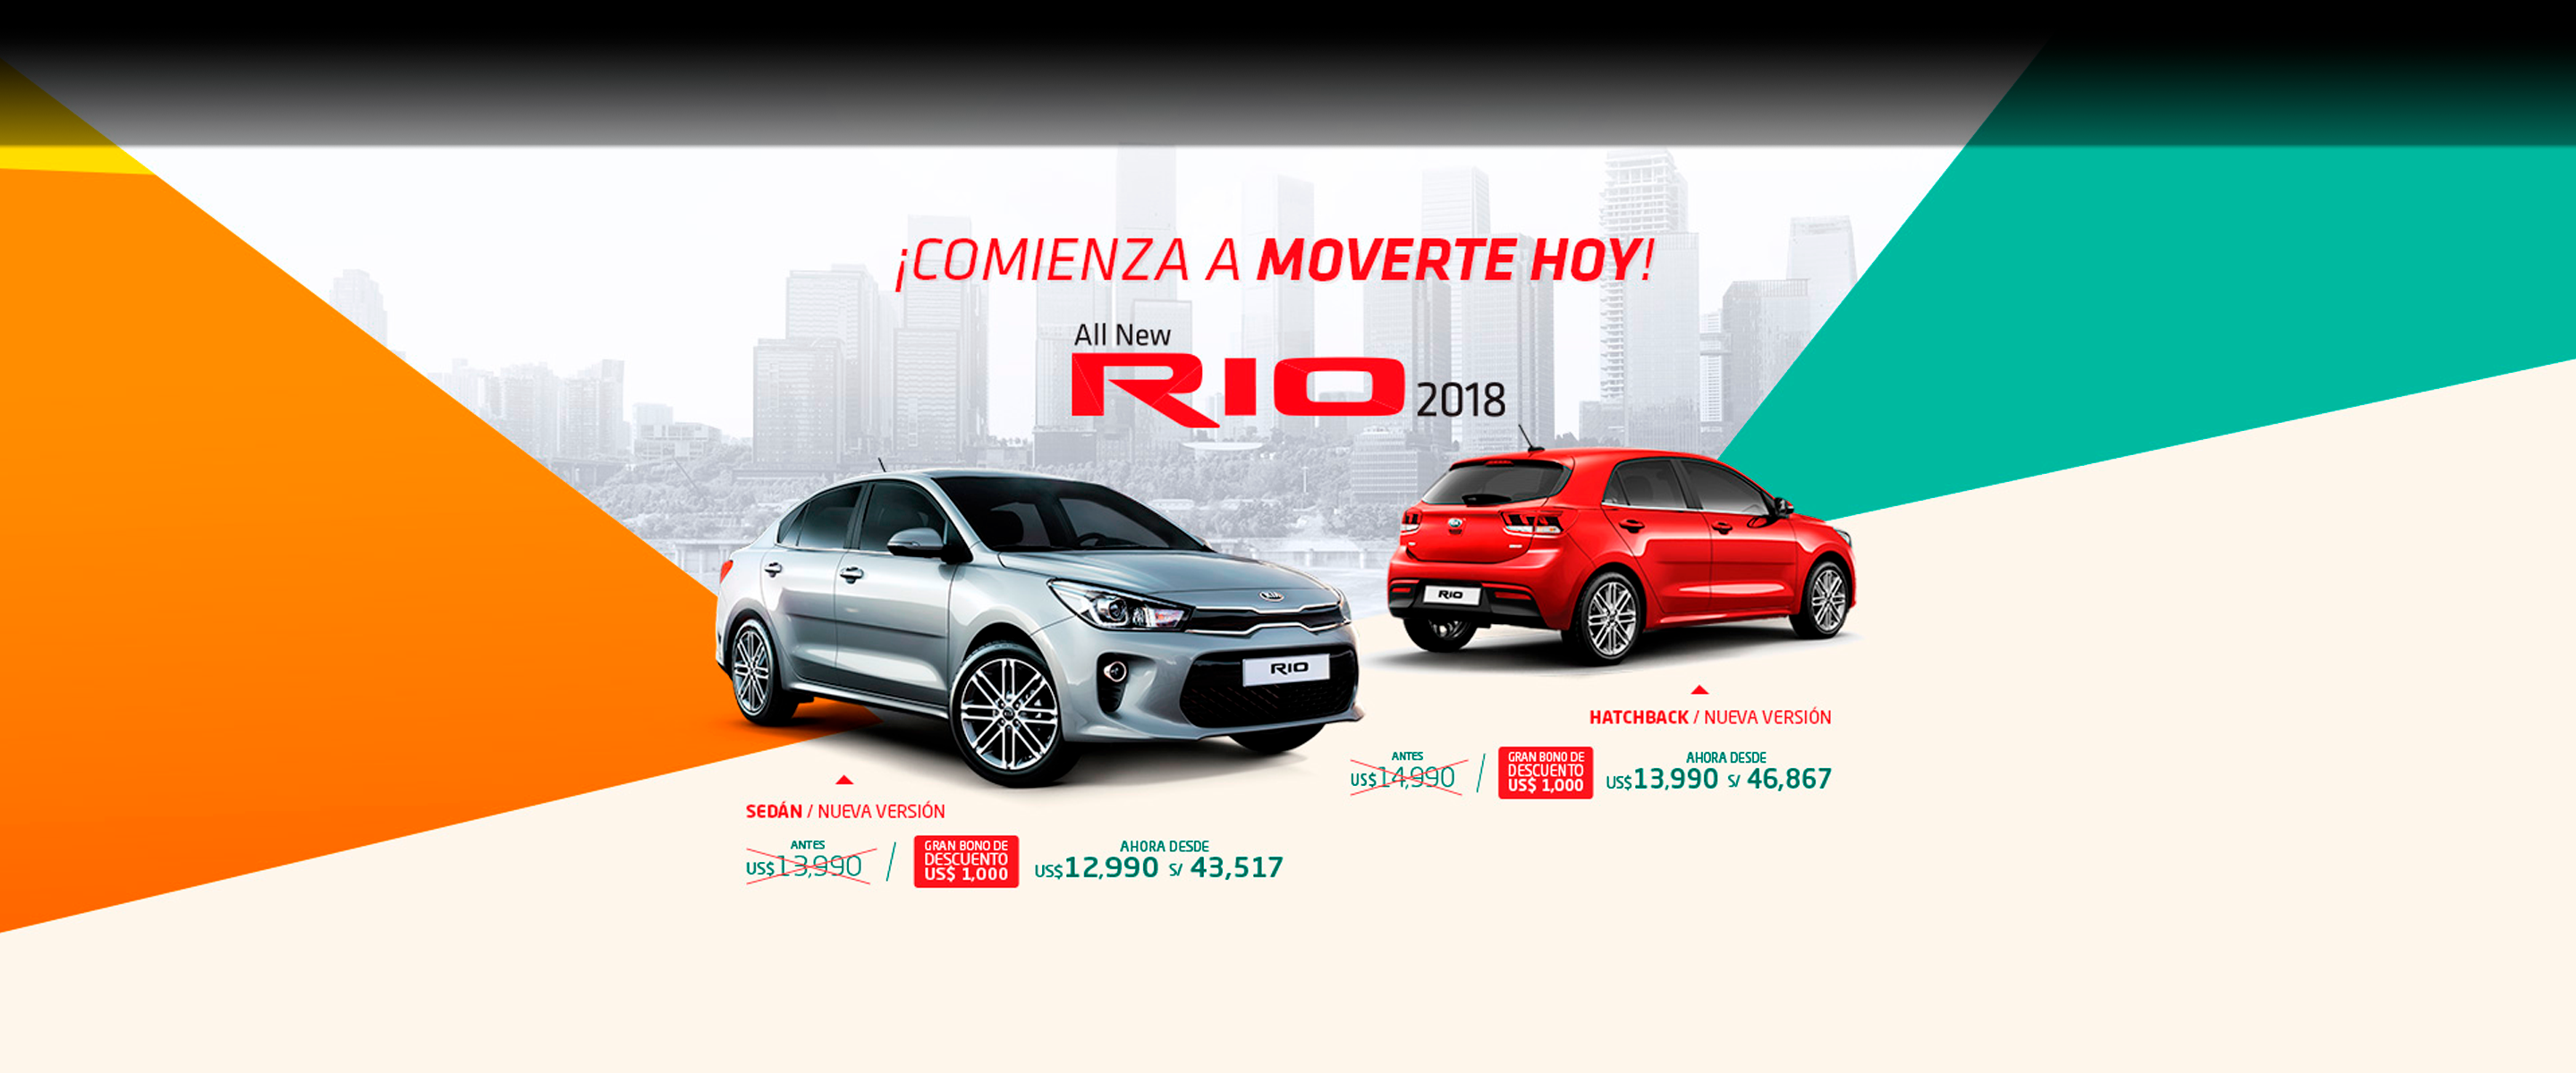 ¡COMIENZA A MOVERTE HOY!
All New
RIO 2018
RIO
RIO
HATCHBACK / NUEVA VERSIÓN
ANTES
US$14,990
/
GRAN BONO DE
DESCUENTO
US$ 1,000
AHORA DESDE
US$13,990 S/ 46,867
SEDÁN / NUEVA VERSIÓN
ANTES
US$13,990
/
GRAN BONO DE
DESCUENTO
US$ 1,000
AHORA DESDE
US$12,990 S/ 43,517